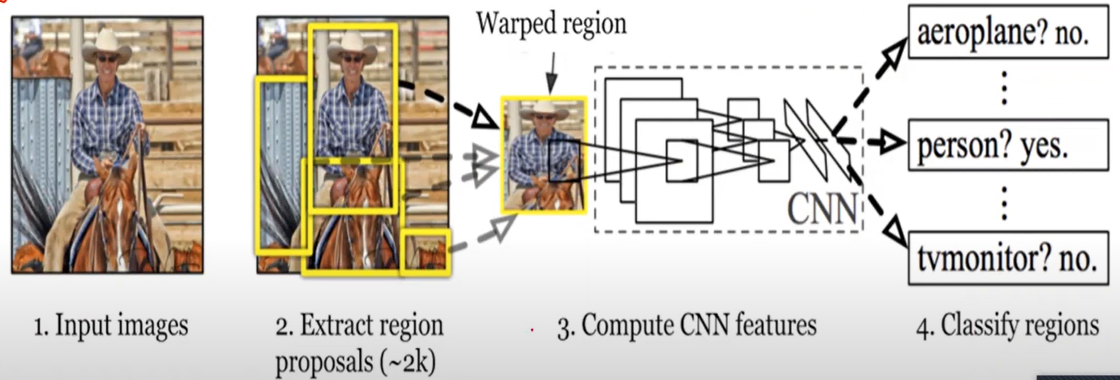 Warped region
aeroplane? no.
person? yes.
tvmonitor? no.
CNN
1. Input images
2. Extract region
proposals (~2k)
3. Compute CNN features
4. Classify regions